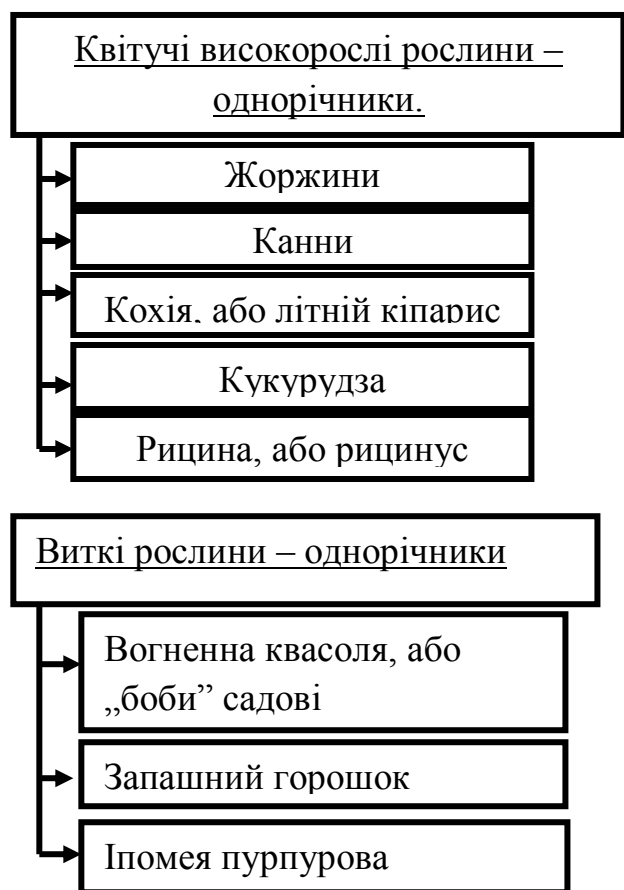 Квітучі високорослі рослини –
однорічники.
Жоржини
Канни
Кохія, або літній кіпарис
Кукурудза
Рицина, або рицинус
Виткі рослини – однорічники
Вогненна квасоля, або
„боби” садові
Запашний горошок
Іпомея пурпурова